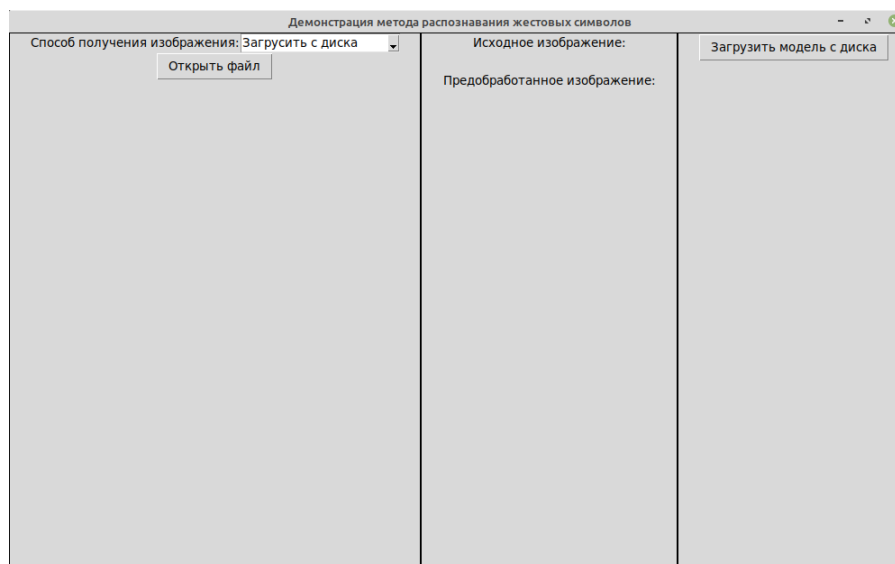 Демонстрация метода распознавания жестовых символов
Способ получения изображения: Загрусить с диска
Открыть файл
Исходное изображение:
Предобработанное изображение:
Загрузить модель с диска